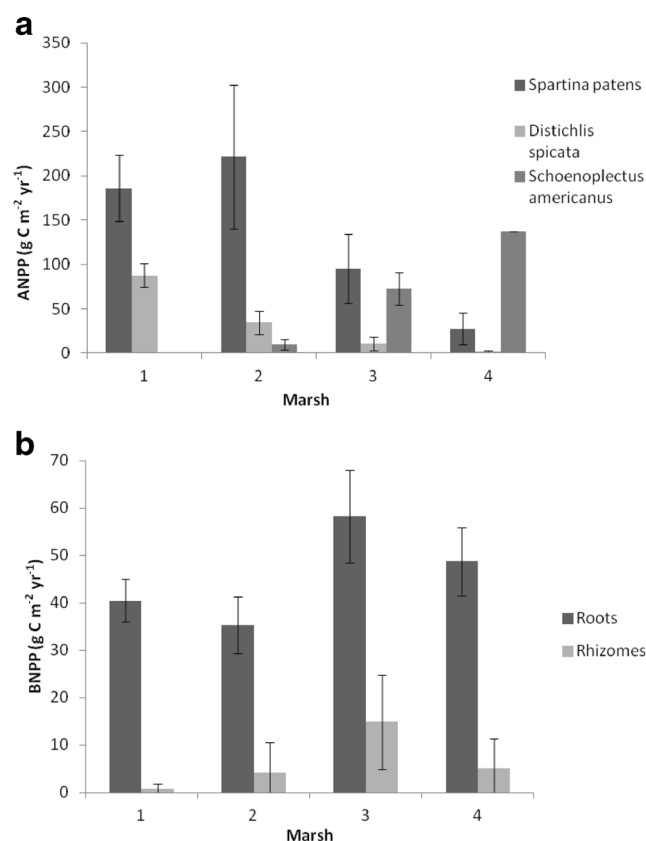 a
350
300
250
200
150
100
50
0
ANPP (g C m⁻² yr⁻¹)
1 2 3 4
Marsh
Spartina patens
Distichlis
spicata
Schoenoplectus
americanus
b
70
60
50
40
30
20
10
0
BNPP (g C m⁻² yr⁻¹)
1 2 3 4
Marsh
Roots
Rhizomes